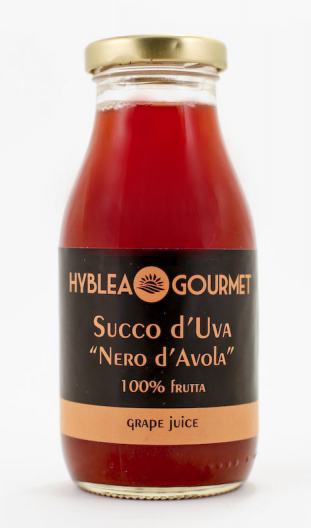 HYBLEA GOURMET
Succo d'Uva
"Nero d'Avola"
100% frutta
GRAPE JUICE